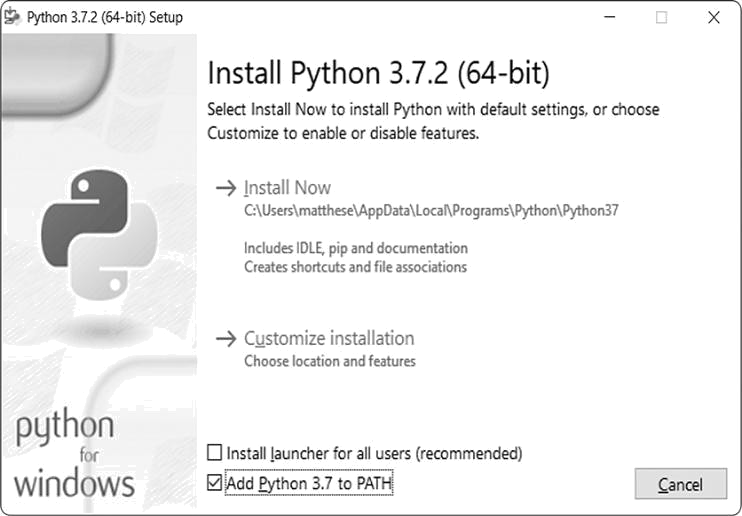 Python 3.7.2 (64-bit) Setup
Install Python 3.7.2 (64-bit)
Select Install Now to install Python with default settings, or choose
Customize to enable or disable features.
Install Now
C:\Users\matthese\AppData\Local\Programs\Python\Python37
Includes IDLE, pip and documentation
Creates shortcuts and file associations
Customize installation
Choose location and features
python
for
windows
Install launcher for all users (recommended)
Add Python 3.7 to PATH
Cancel